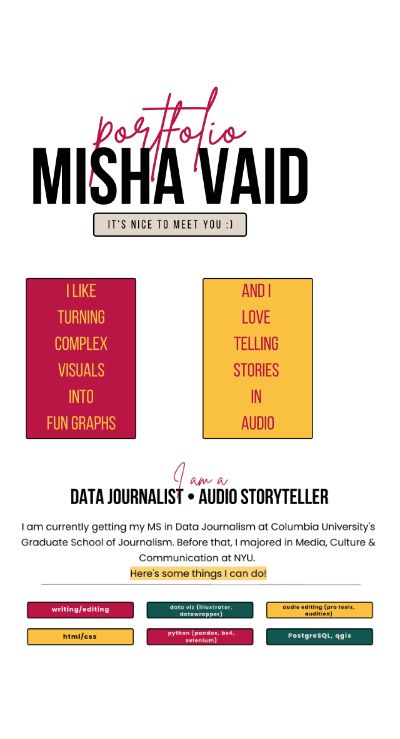 portfolio
MISHA VAID
IT'S NICE TO MEET YOU :)
I LIKE
TURNING
COMPLEX
VISUALS
INTO
FUN GRAPHS
AND I
LOVE
TELLING
STORIES
IN
AUDIO
I am a
DATA JOURNALIST • AUDIO STORYTELLER
I am currently getting my MS in Data Journalism at Columbia University's
Graduate School of Journalism. Before that, I majored in Media, Culture &
Communication at NYU.
Here's some things I can do!
writing/editing
data viz (illustrator,
datawrapper)
audio editing (pro tools,
audition)
html/css
python (pandas, bs4,
selenium)
PostgreSQL, qgis